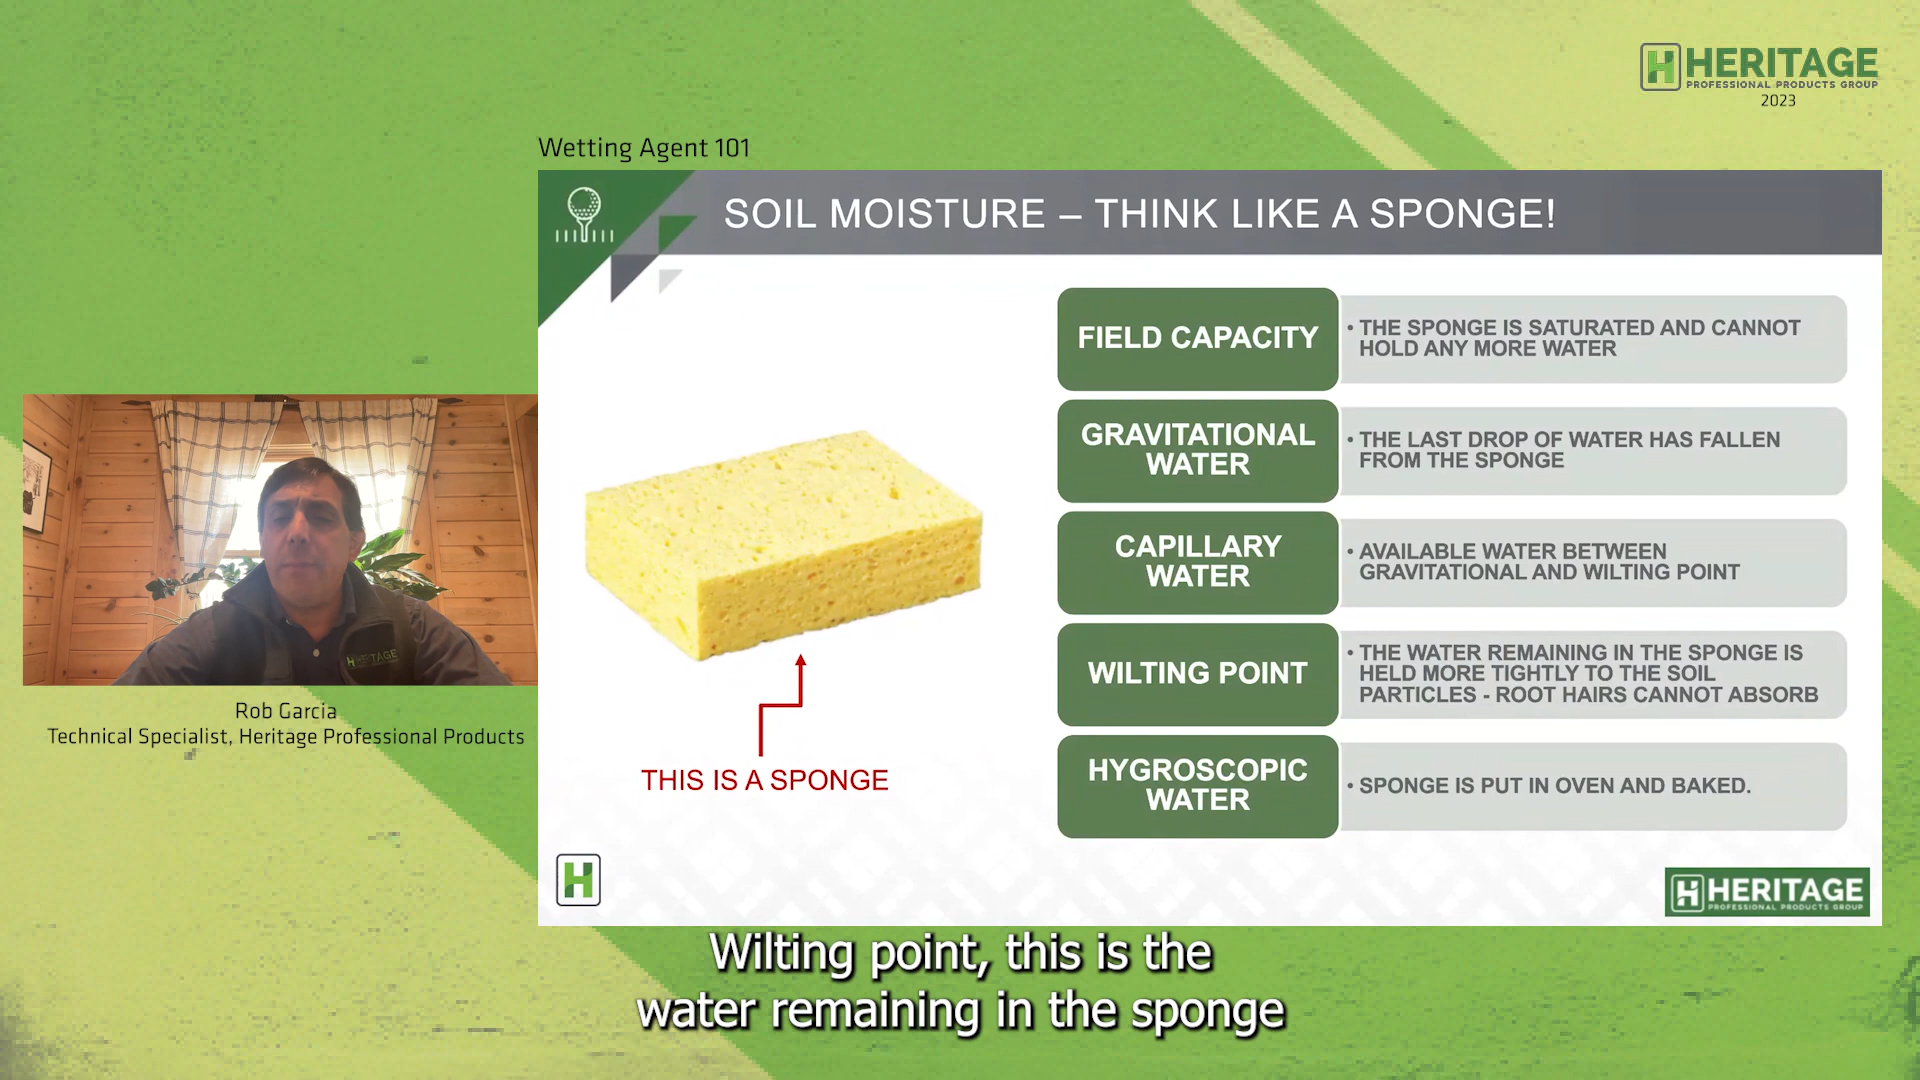 HERITAGE
PROFESSIONAL PRODUCTS GROUP
2023
Wetting Agent 101
SOIL MOISTURE – THINK LIKE A SPONGE!
FIELD CAPACITY
• THE SPONGE IS SATURATED AND CANNOT
HOLD ANY MORE WATER
GRAVITATIONAL
WATER
• THE LAST DROP OF WATER HAS FALLEN
FROM THE SPONGE
CAPILLARY
WATER
• AVAILABLE WATER BETWEEN
GRAVITATIONAL AND WILTING POINT
WILTING POINT
• THE WATER REMAINING IN THE SPONGE IS
HELD MORE TIGHTLY TO THE SOIL
PARTICLES - ROOT HAIRS CANNOT ABSORB
HYGROSCOPIC
WATER
• SPONGE IS PUT IN OVEN AND BAKED.
THIS IS A SPONGE
HERITAGE
Rob Garcia
Technical Specialist, Heritage Professional Products
H
HERITAGE
PROFESSIONAL PRODUCTS GROUP
Wilting point, this is the
water remaining in the sponge